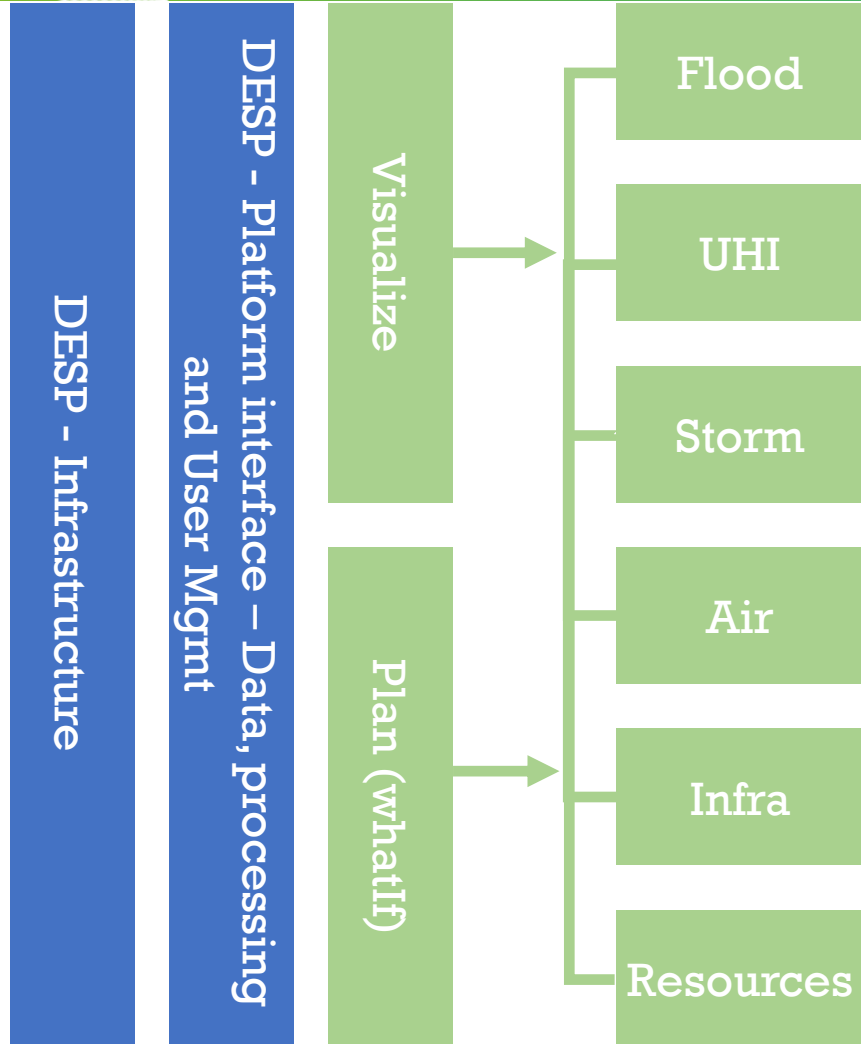 DESP - Infrastructure
DESP - Platform interface – Data, processing
and User Mgmt
Visualize
Plan (whatIf)
Flood
UHI
Storm
Air
Infra
Resources